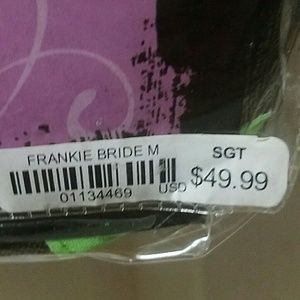 FRANKIE BRIDE M SGT
01134469 USD $49.99